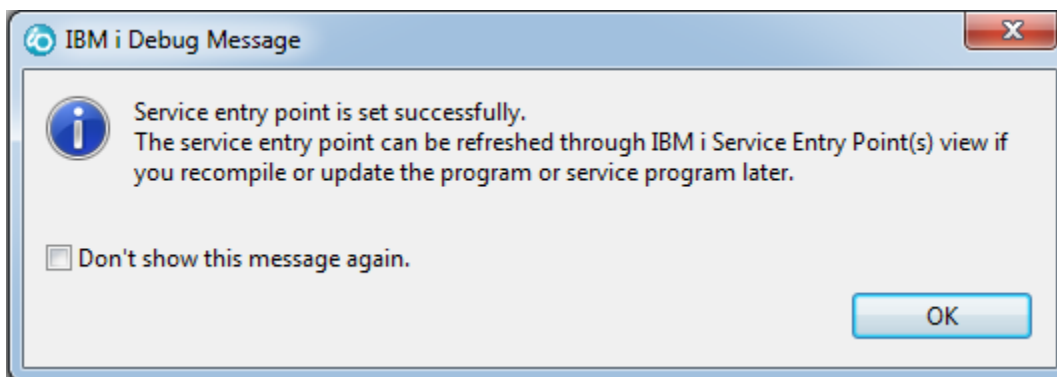 IBM i Debug Message
Service entry point is set successfully.
The service entry point can be refreshed through IBM i Service Entry Point(s) view if
you recompile or update the program or service program later.
Don't show this message again.
OK